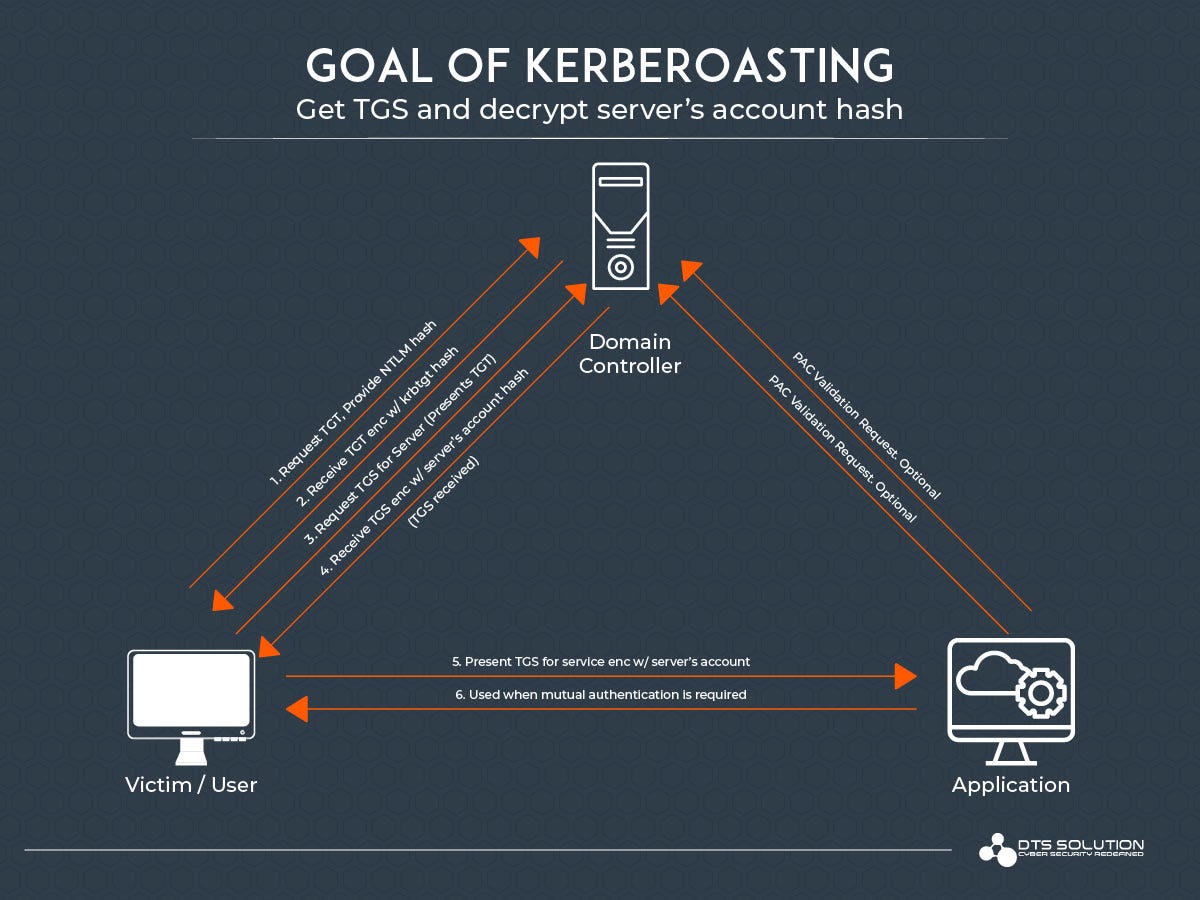 GOAL OF KERBEROASTING
Get TGS and decrypt server’s account hash
Domain
Controller
1. Request TGT, Provide NTLM hash
2. Receive TGT enc w/ krbtgt hash
3. Request TGS for Server (Presents TGT)
4. Receive TGS enc w/ server's account hash
(TGS received)
PAC Validation Request. Optional
PAC Validation Request. Optional
5. Present TGS for service enc w/ server's account
6. Used when mutual authentication is required
Victim / User
Application
DTS SOLUTION
CYBER SECURITY REDEFINED